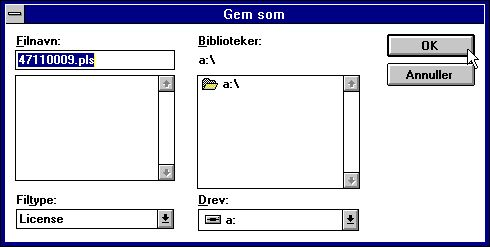 Gem som
Filnavn:
47110009.pls
Biblioteker:
a:\
a:\
OK
Annuller
Filtype:
License
Drev:
a: